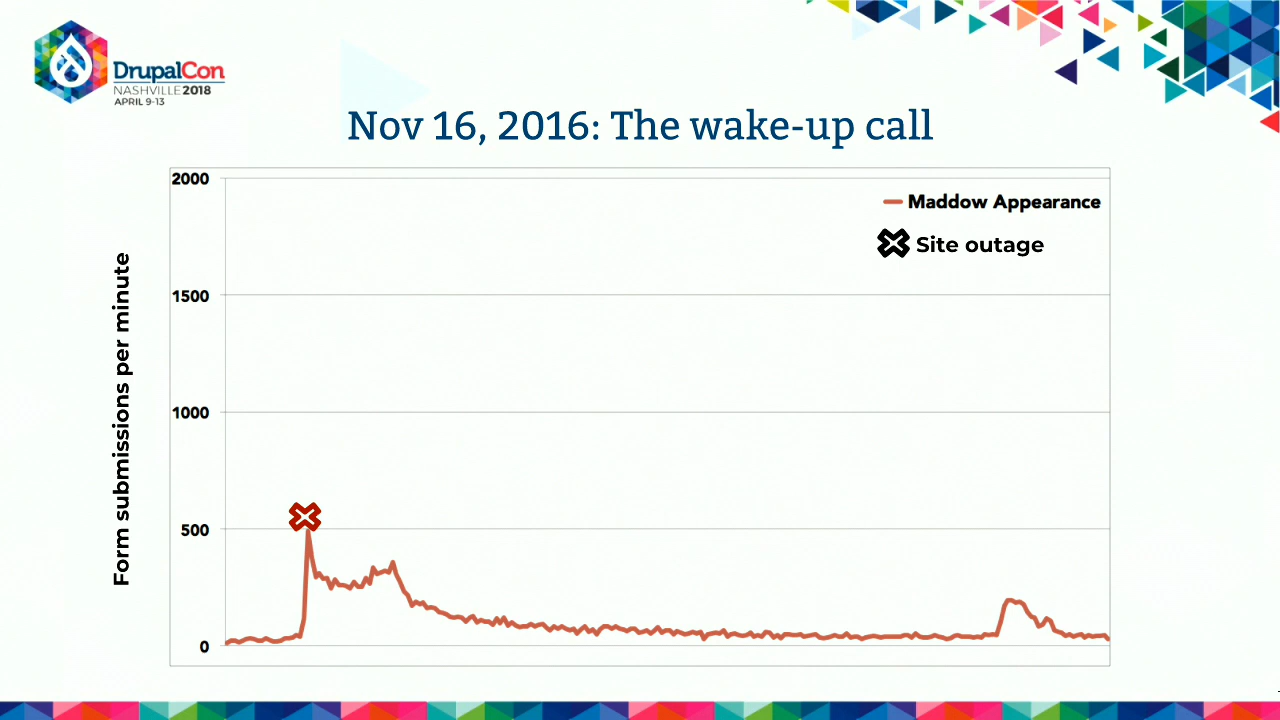 DrupalCon
NASHVILLE 2018
APRIL 9-13
Nov 16, 2016: The wake-up call
2000
Maddow Appearance
Site outage
1500
Form submissions per minute
1000
500
0